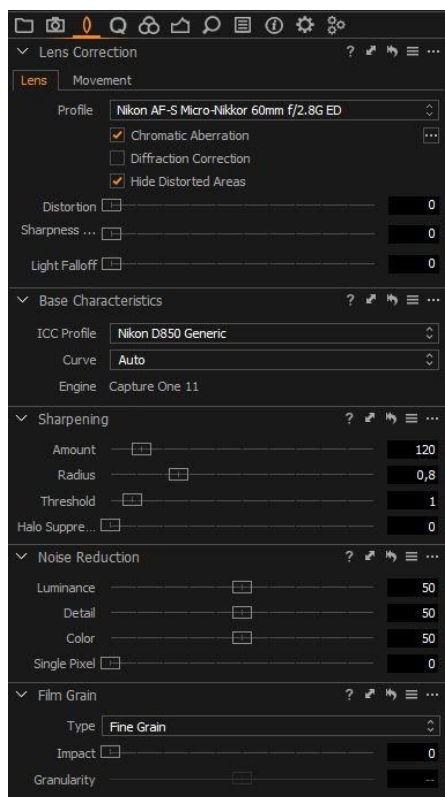 Lens Correction ? ...
Lens Movement
Profile Nikon AF-S Micro-Nikkor 60mm f/2.8G ED
Chromatic Aberration ...
Diffraction Correction
Hide Distorted Areas
Distortion 0
Sharpness ... 0
Light Falloff 0
Base Characteristics ? ...
ICC Profile Nikon D850 Generic
Curve Auto
Engine Capture One 11
Sharpening ? ...
Amount 120
Radius 0,8
Threshold 1
Halo Suppre... 0
Noise Reduction ? ...
Luminance 50
Detail 50
Color 50
Single Pixel 0
Film Grain ? ...
Type Fine Grain
Impact 0
Granularity --